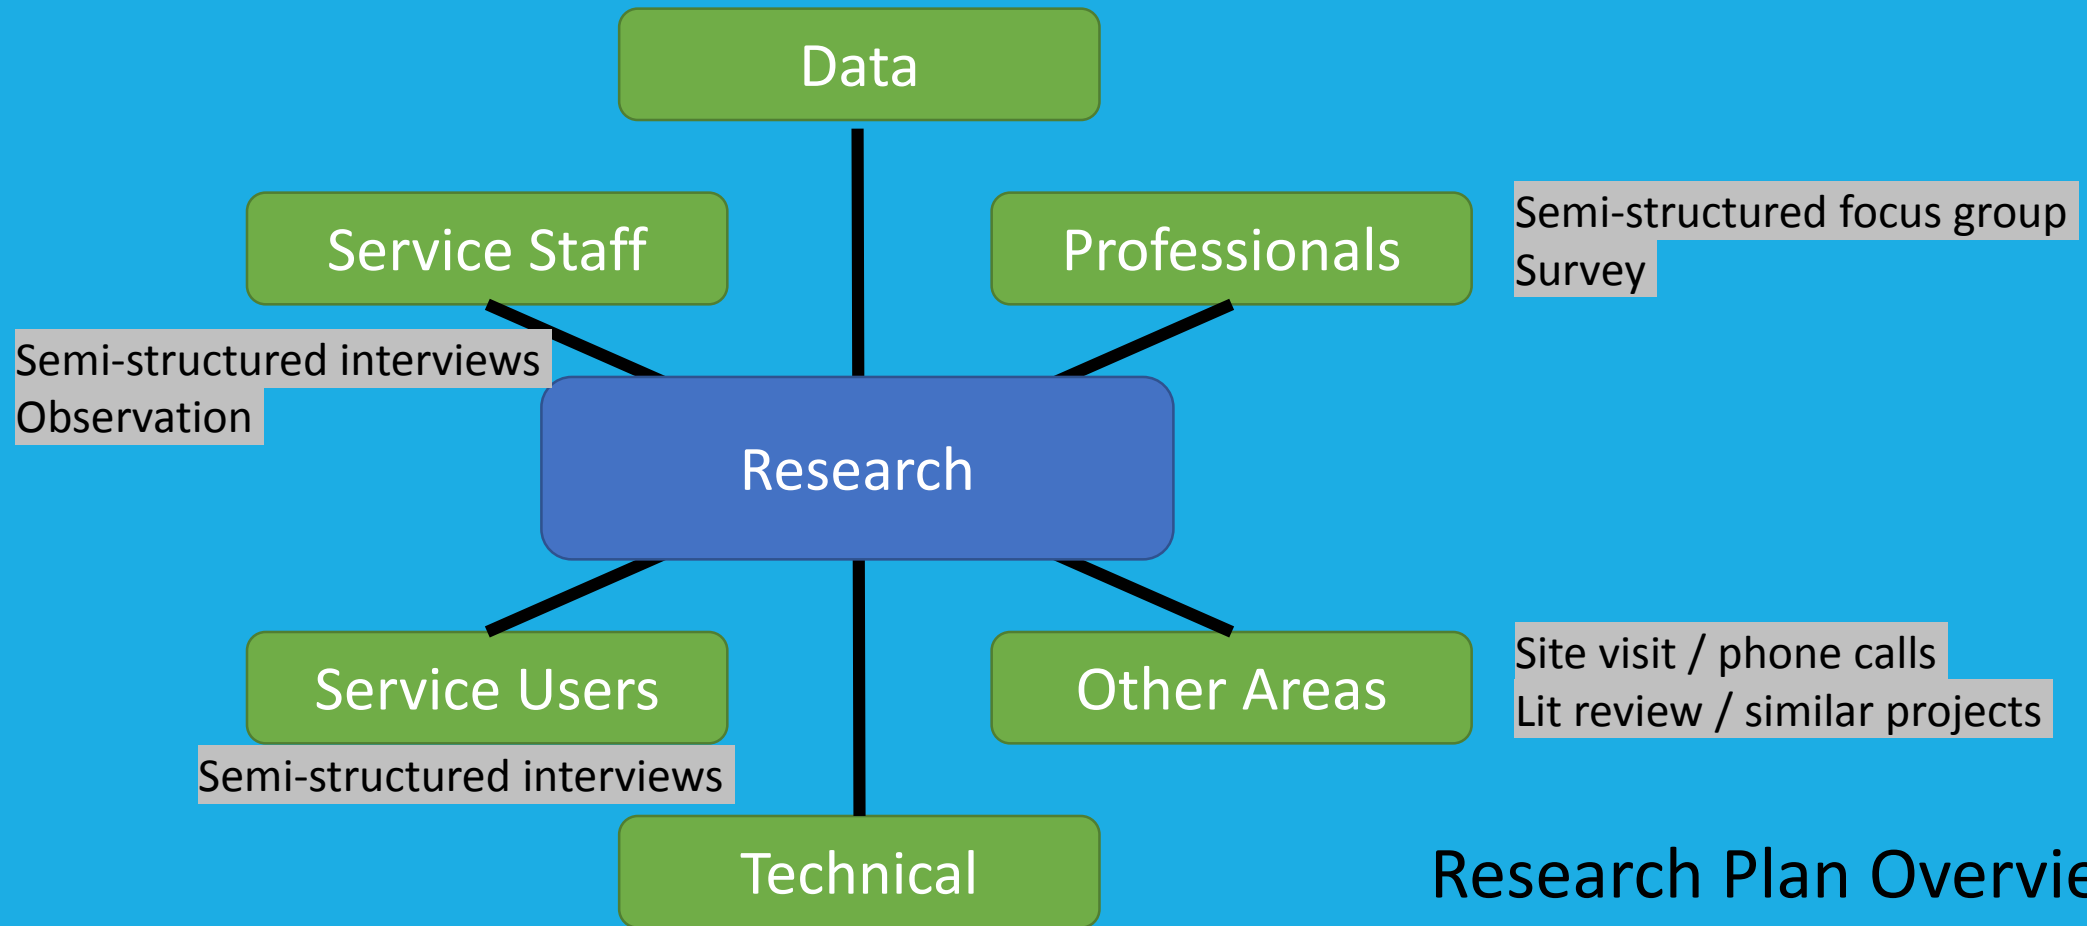 Data
Service Staff
Professionals
Semi-structured focus group
Survey
Semi-structured interviews
Observation
Research
Service Users
Other Areas
Site visit / phone calls
Lit review / similar projects
Semi-structured interviews
Technical
Research Plan